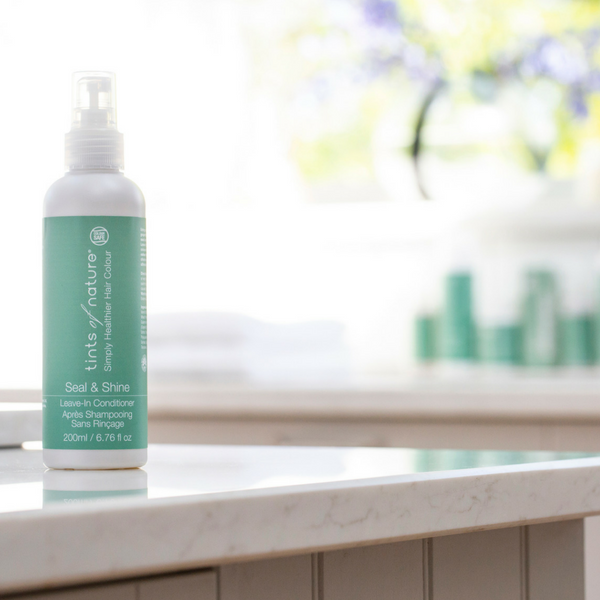 tints of nature®
Simply Healthier Hair Colour
Seal & Shine
Leave-In Conditioner
Après Shampooing
Sans Rinçage
200ml / 6.76 fl oz